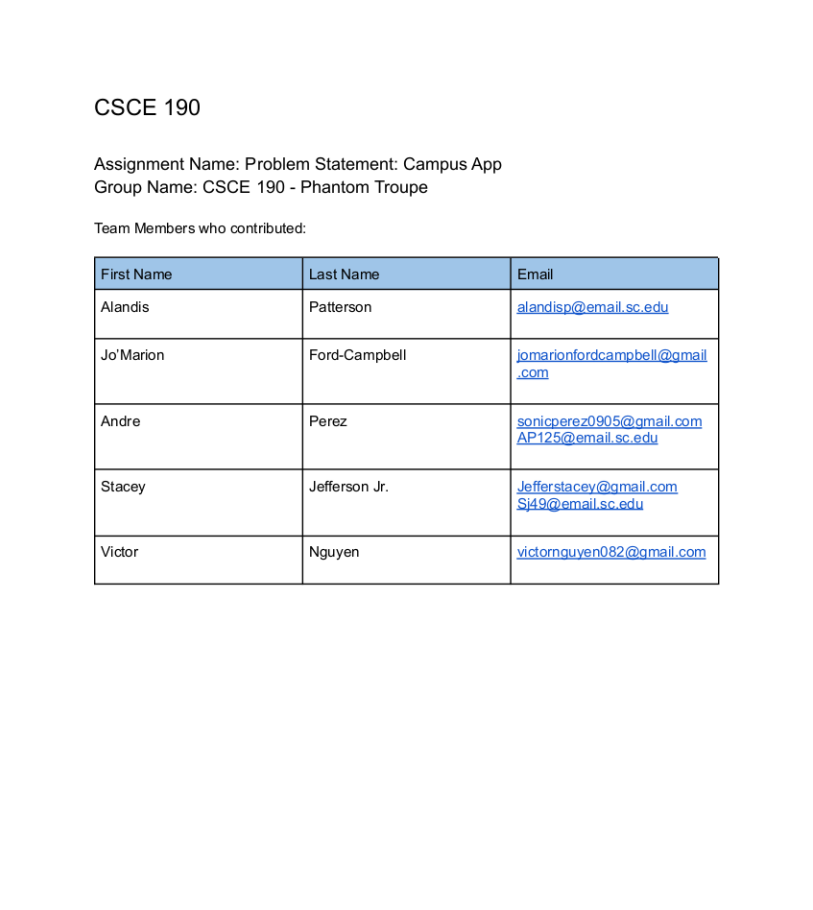 CSCE 190
Assignment Name: Problem Statement: Campus App
Group Name: CSCE 190 - Phantom Troupe
Team Members who contributed:
First Name Last Name Email
Alandis Patterson alandisp@email.sc.edu
Jo’Marion Ford-Campbell jomarionfordcampbell@gmail
.com
Andre Perez sonicperez0905@gmail.com
AP125@email.sc.edu
Stacey Jefferson Jr. Jefferstacey@gmail.com
Sj49@email.sc.edu
Victor Nguyen victornguyen082@gmail.com